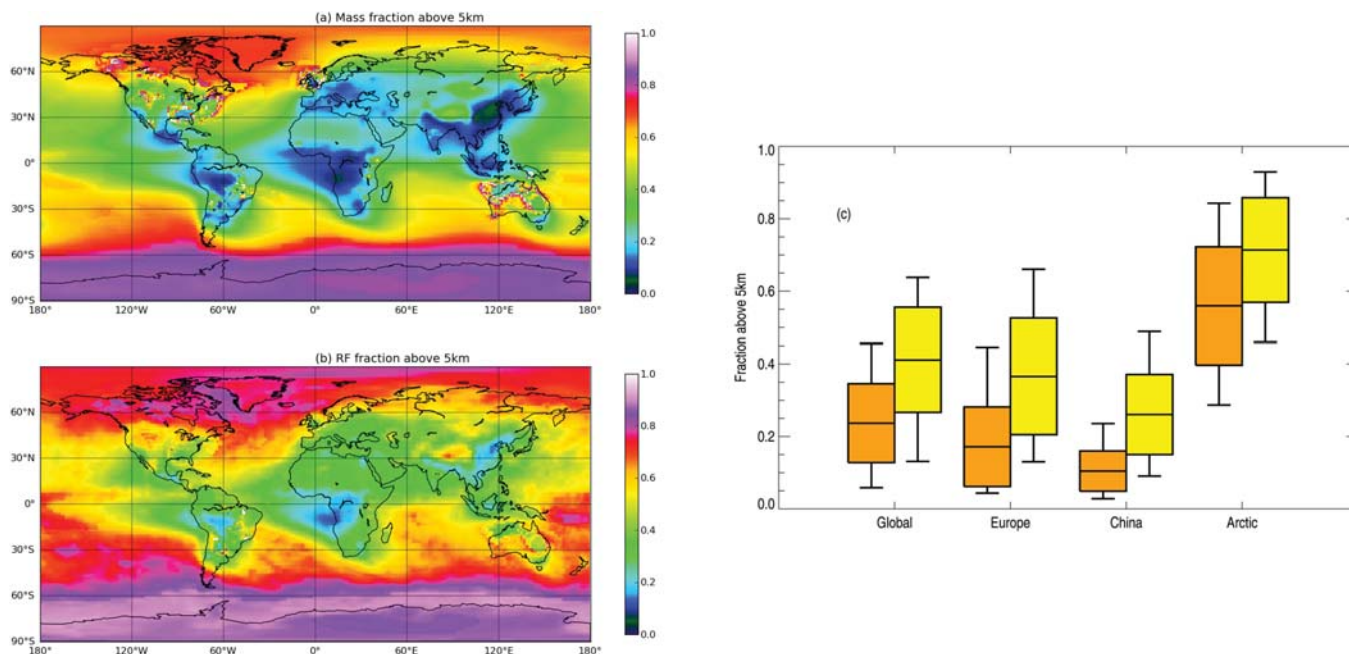 (a) Mass fraction above 5km
60°N
30°N
0°
30°S
60°S
90°S
180°
120°W
60°W
0°
60°E
120°E
180°
1.0
0.8
0.6
0.4
0.2
0.0
(b) RF fraction above 5km
60°N
30°N
0°
30°S
60°S
90°S
180°
120°W
60°W
0°
60°E
120°E
180°
1.0
0.8
0.6
0.4
0.2
0.0
(c)
Fraction above 5km
1.0
0.8
0.6
0.4
0.2
0.0
Global
Europe
China
Arctic